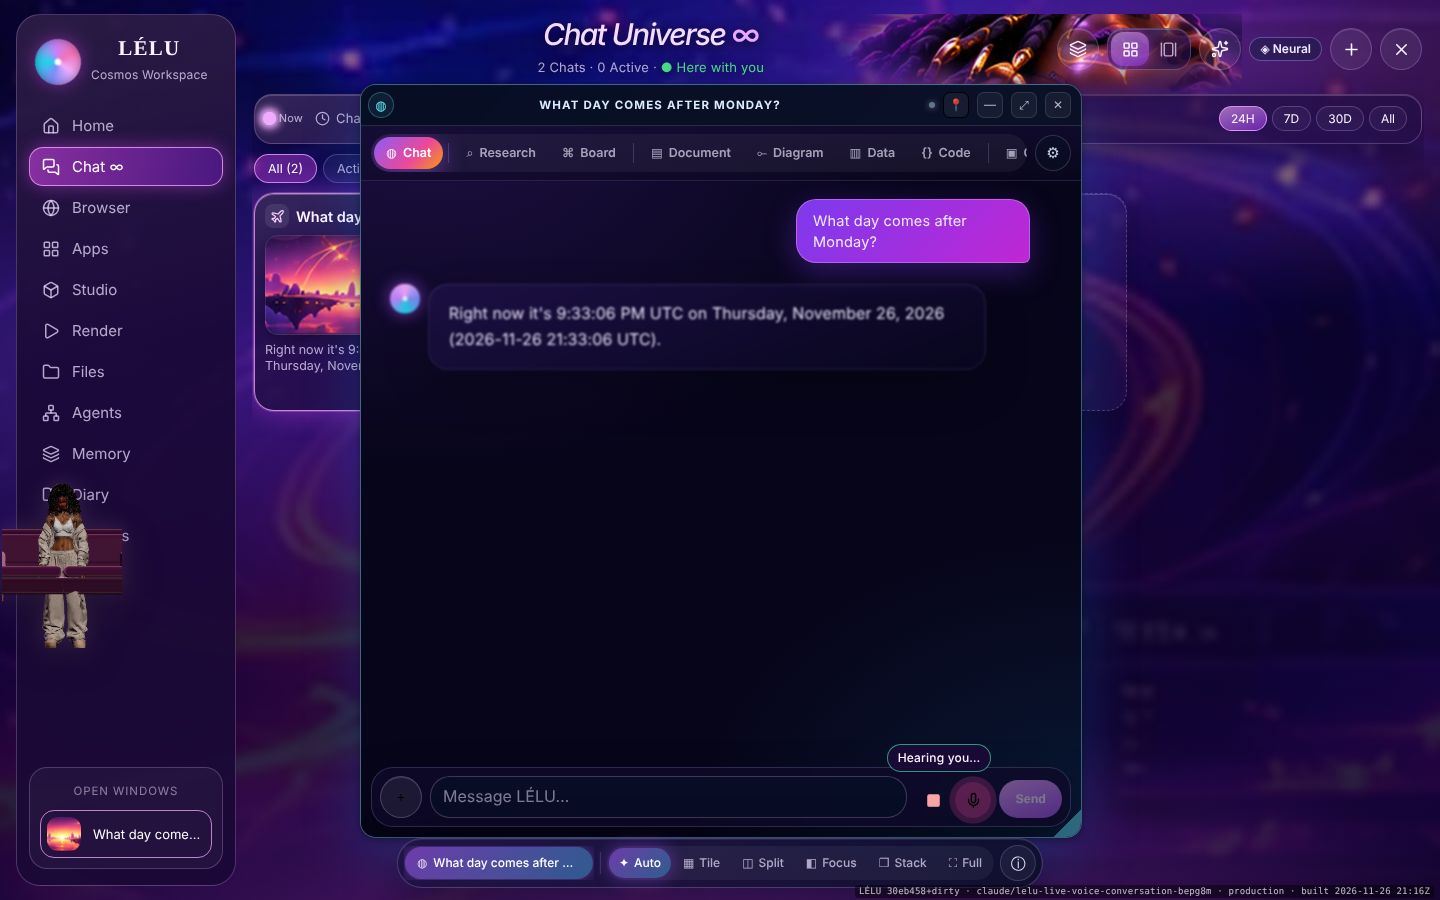 LÉLU
Cosmos Workspace
Home
Chat ∞
Browser
Apps
Studio
Render
Files
Agents
Memory
Diary
s
OPEN WINDOWS
What day come...
Chat Universe ∞
2 Chats · 0 Active · Here with you
Neural
Now
Cha
24H
7D
30D
All
All (2)
Acti
What day
Right now it's 9:
Thursday, Nove
WHAT DAY COMES AFTER MONDAY?
Chat
Research
Board
Document
Diagram
Data
{} Code
What day comes after
Monday?
Right now it's 9:33:06 PM UTC on Thursday, November 26, 2026
(2026-11-26 21:33:06 UTC).
Hearing you...
Message LÉLU...
Send
What day comes after ...
Auto
Tile
Split
Focus
Stack
Full
LÉLU 30eb458+dirty · claude/lelu-live-voice-conversation-bepg8m · production · built 2026-11-26 21:16Z